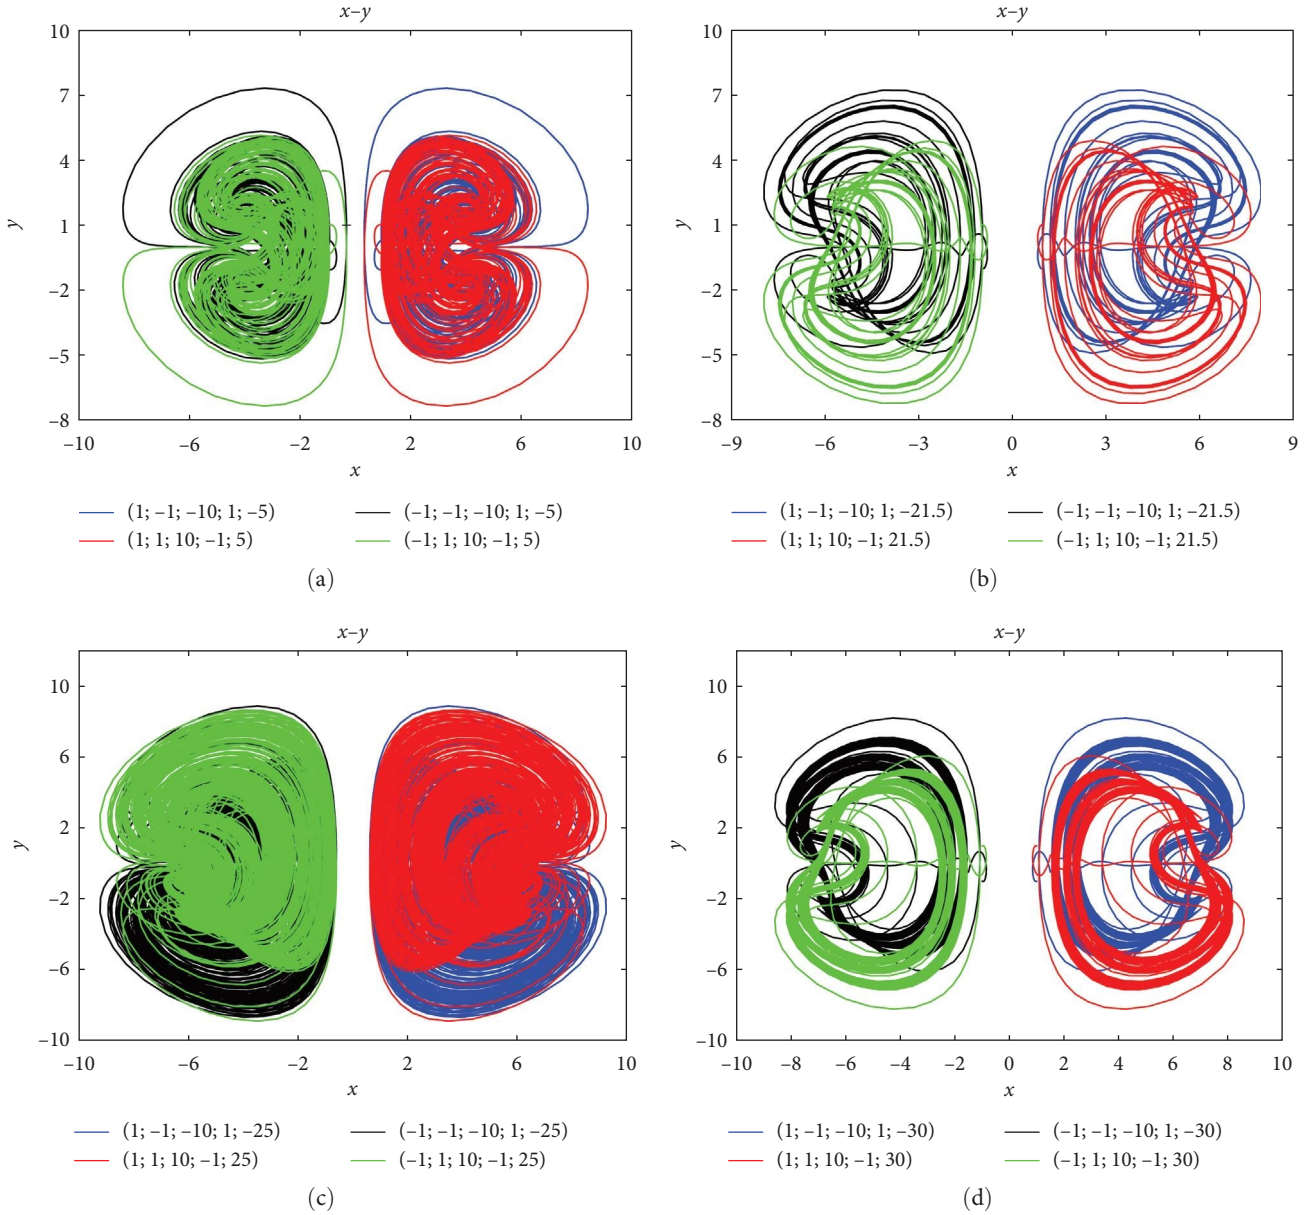 x–y
10
7
4
1
–2
–5
–8
y
–10 –6 –2 2 6 10
x
(1; –1; –10; 1; –5) (–1; –1; –10; 1; –5)
(1; 1; 10; –1; 5) (–1; 1; 10; –1; 5)
(a)
x–y
10
7
4
1
–2
–5
–8
y
–9 –6 –3 0 3 6 9
x
(1; –1; –10; 1; –21.5) (–1; –1; –10; 1; –21.5)
(1; 1; 10; –1; 21.5) (–1; 1; 10; –1; 21.5)
(b)
x–y
10
6
2
–2
–6
–10
y
–10 –6 –2 2 6 10
x
(1; –1; –10; 1; –25) (–1; –1; –10; 1; –25)
(1; 1; 10; –1; 25) (–1; 1; 10; –1; 25)
(c)
x–y
10
6
2
–2
–6
–10
y
–10 –8 –6 –4 –2 0 2 4 6 8 10
x
(1; –1; –10; 1; –30) (–1; –1; –10; 1; –30)
(1; 1; 10; –1; 30) (–1; 1; 10; –1; 30)
(d)